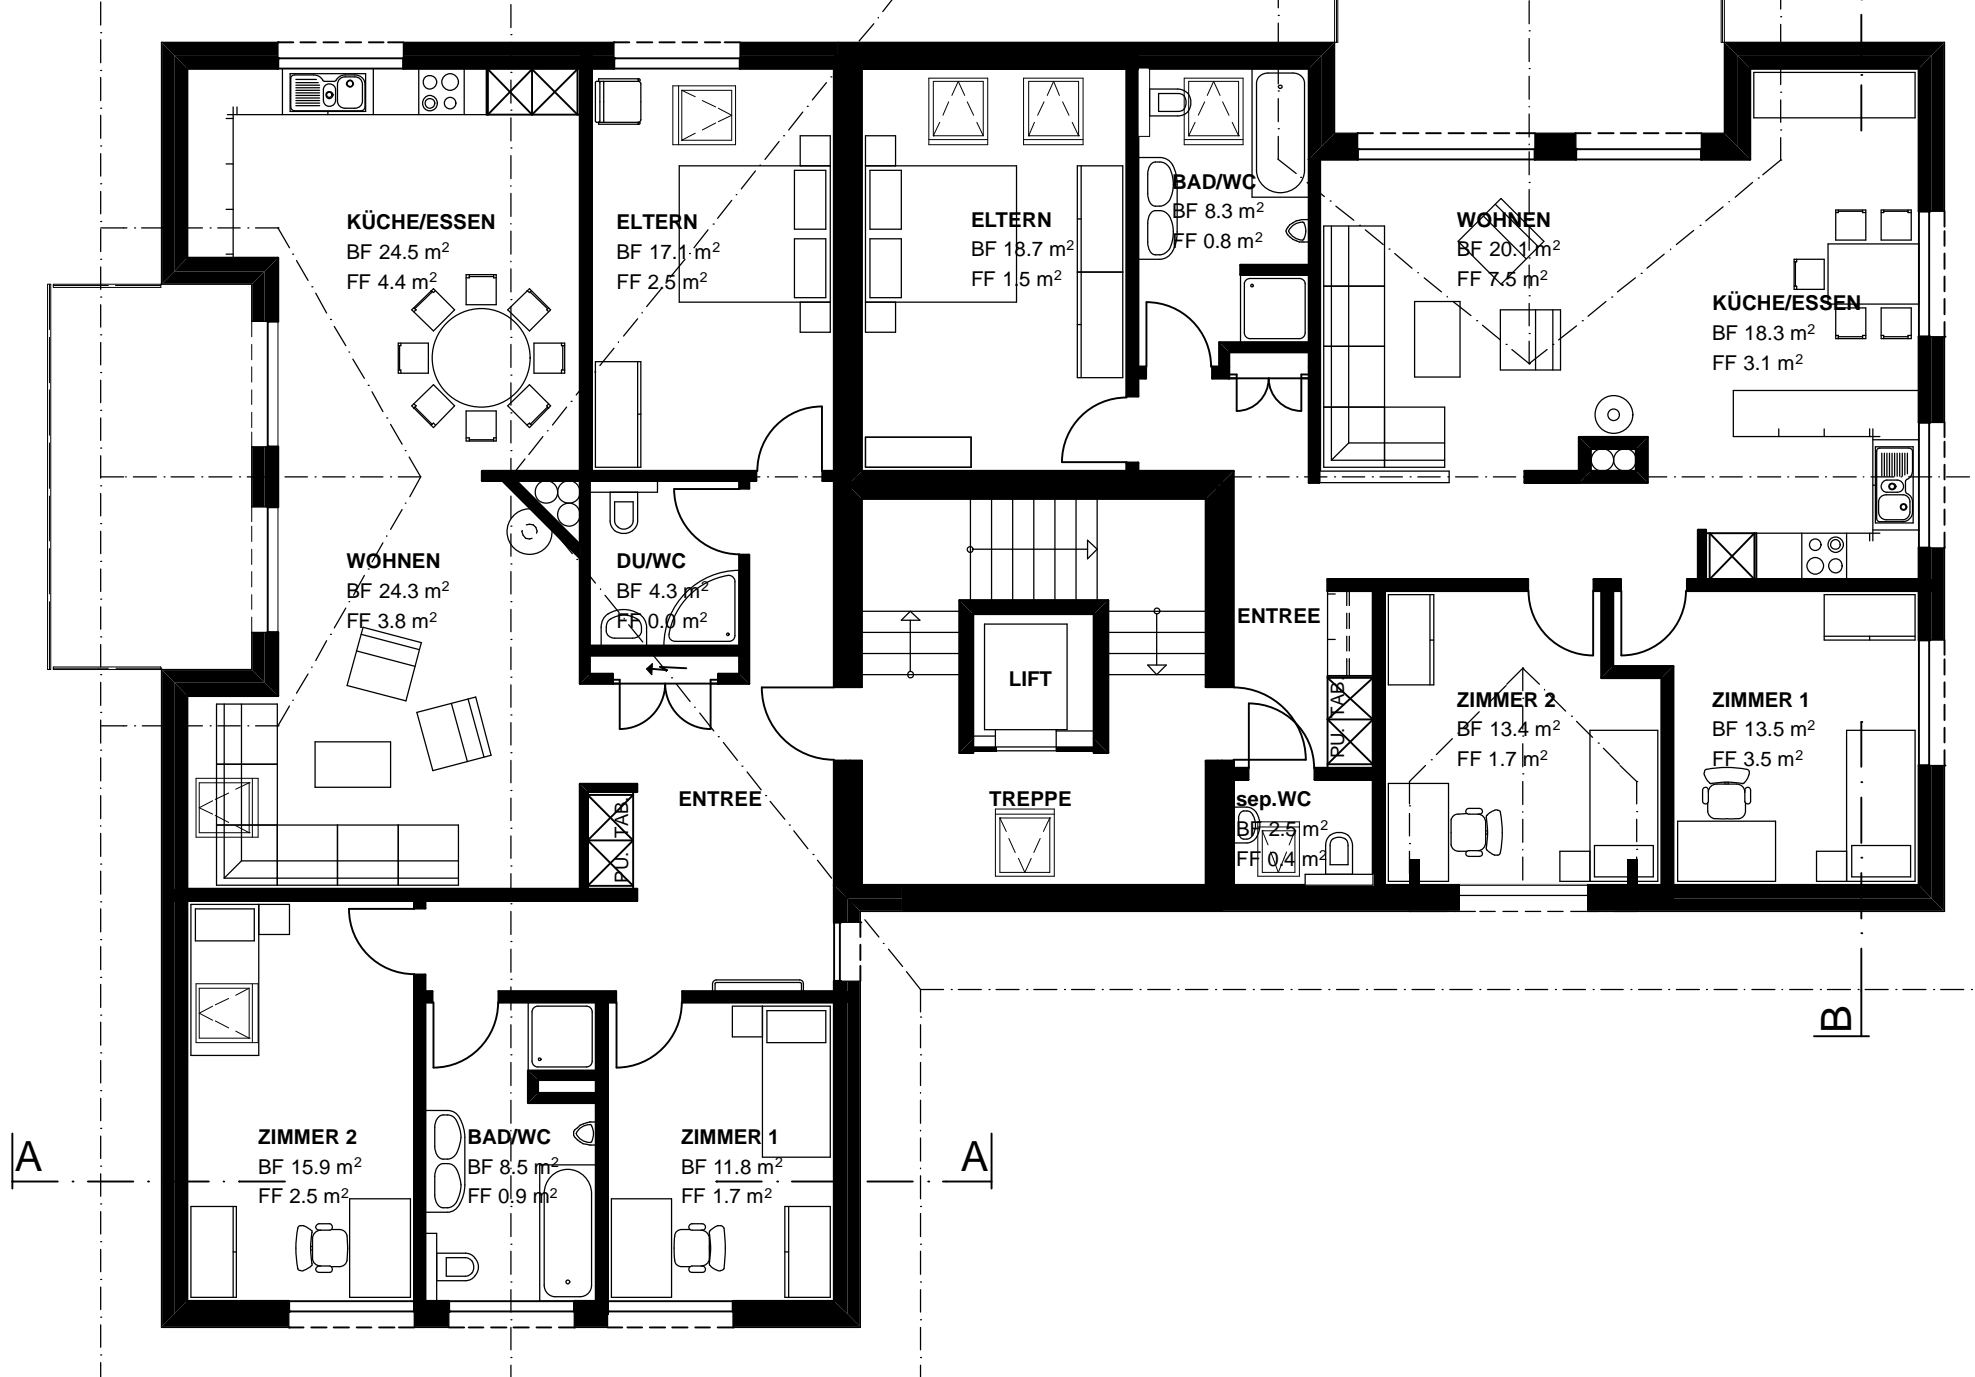 KÜCHE/ESSEN
BF 24.5 m²
FF 4.4 m²
ELTERN
BF 17.1 m²
FF 2.5 m²
ELTERN
BF 18.7 m²
FF 1.5 m²
BAD/WC
BF 8.3 m²
FF 0.8 m²
WOHNEN
BF 20.1 m²
FF 7.5 m²
KÜCHE/ESSEN
BF 18.3 m²
FF 3.1 m²
WOHNEN
BF 24.3 m²
FF 3.8 m²
DU/WC
BF 4.3 m²
FF 0.0 m²
ENTREE
LIFT
PU. TAB.
ZIMMER 2
BF 13.4 m²
FF 1.7 m²
ZIMMER 1
BF 13.5 m²
FF 3.5 m²
PU. TAB.
ENTREE
TREPPE
sep.WC
BF 2.5 m²
FF 0.4 m²
B
A
ZIMMER 2
BF 15.9 m²
FF 2.5 m²
BAD/WC
BF 8.5 m²
FF 0.9 m²
ZIMMER 1
BF 11.8 m²
FF 1.7 m²
A